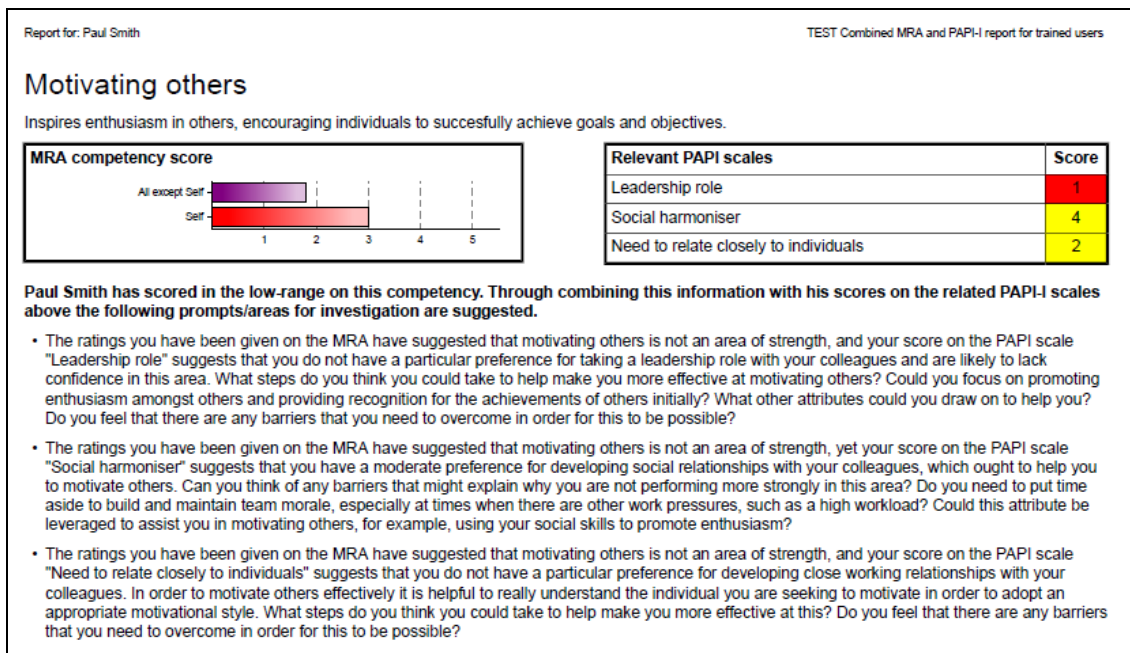 Report for: Paul Smith
TEST Combined MRA and PAPI-I report for trained users
Motivating others
Inspires enthusiasm in others, encouraging individuals to succesfully achieve goals and objectives.
MRA competency score
All except Self
Self
1 2 3 4 5
Relevant PAPI scales Score
Leadership role 1
Social harmoniser 4
Need to relate closely to individuals 2
Paul Smith has scored in the low-range on this competency. Through combining this information with his scores on the related PAPI-I scales
above the following prompts/areas for investigation are suggested.
• The ratings you have been given on the MRA have suggested that motivating others is not an area of strength, and your score on the PAPI scale
"Leadership role" suggests that you do not have a particular preference for taking a leadership role with your colleagues and are likely to lack
confidence in this area. What steps do you think you could take to help make you more effective at motivating others? Could you focus on promoting
enthusiasm amongst others and providing recognition for the achievements of others initially? What other attributes could you draw on to help you?
Do you feel that there are any barriers that you need to overcome in order for this to be possible?
• The ratings you have been given on the MRA have suggested that motivating others is not an area of strength, yet your score on the PAPI scale
"Social harmoniser" suggests that you have a moderate preference for developing social relationships with your colleagues, which ought to help you
to motivate others. Can you think of any barriers that might explain why you are not performing more strongly in this area? Do you need to put time
aside to build and maintain team morale, especially at times when there are other work pressures, such as a high workload? Could this attribute be
leveraged to assist you in motivating others, for example, using your social skills to promote enthusiasm?
• The ratings you have been given on the MRA have suggested that motivating others is not an area of strength, and your score on the PAPI scale
"Need to relate closely to individuals" suggests that you do not have a particular preference for developing close working relationships with your
colleagues. In order to motivate others effectively it is helpful to really understand the individual you are seeking to motivate in order to adopt an
appropriate motivational style. What steps do you think you could take to help make you more effective at this? Do you feel that there are any barriers
that you need to overcome in order for this to be possible?